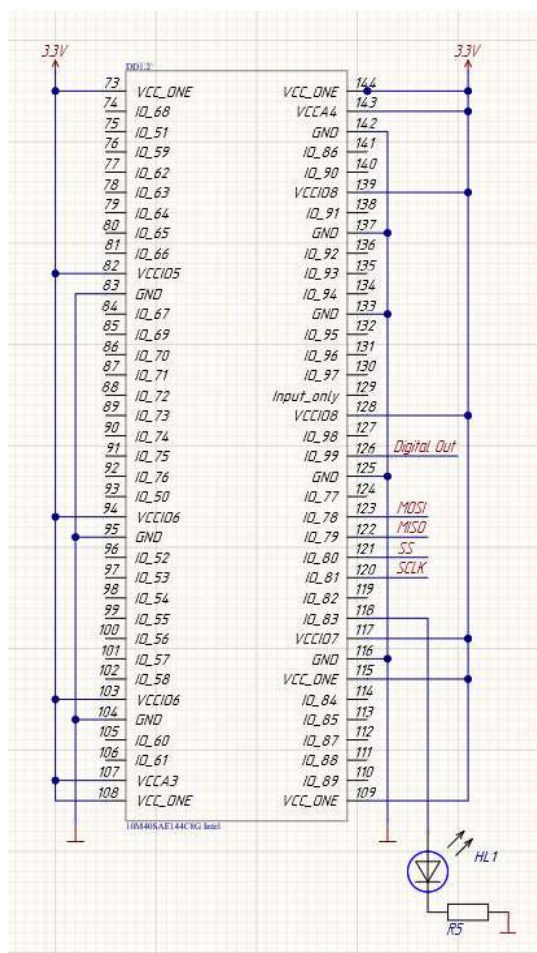 3.3V
3.3V
DD1.2
73 VCC_ONE VCC_ONE 144
74 IO_68 VCCA4 143
75 IO_51 GND 142
76 IO_59 IO_86 141
77 IO_62 IO_90 140
78 IO_63 VCCIO8 139
79 IO_64 IO_91 138
80 IO_65 GND 137
81 IO_66 IO_92 136
82 VCCIO5 IO_93 135
83 GND IO_94 134
84 IO_67 GND 133
85 IO_69 IO_95 132
86 IO_70 IO_96 131
87 IO_71 IO_97 130
88 IO_72 Input_only 129
89 IO_73 VCCIO8 128
90 IO_74 IO_98 127
91 IO_75 IO_99 126 Digital Out
92 IO_76 GND 125
93 IO_50 IO_77 124
94 VCCIO6 IO_78 123 MOSI
95 GND IO_79 122 MISO
96 IO_52 IO_80 121 SS
97 IO_53 IO_81 120 SCLK
98 IO_54 IO_82 119
99 IO_55 IO_83 118
100 IO_56 VCCIO7 117
101 IO_57 GND 116
102 IO_58 VCC_ONE 115
103 VCCIO6 IO_84 114
104 GND IO_85 113
105 IO_60 IO_87 112
106 IO_61 IO_88 111
107 VCCA3 IO_89 110
108 VCC_ONE VCC_ONE 109
10M40SAE144C8G Intel
HL1
R5